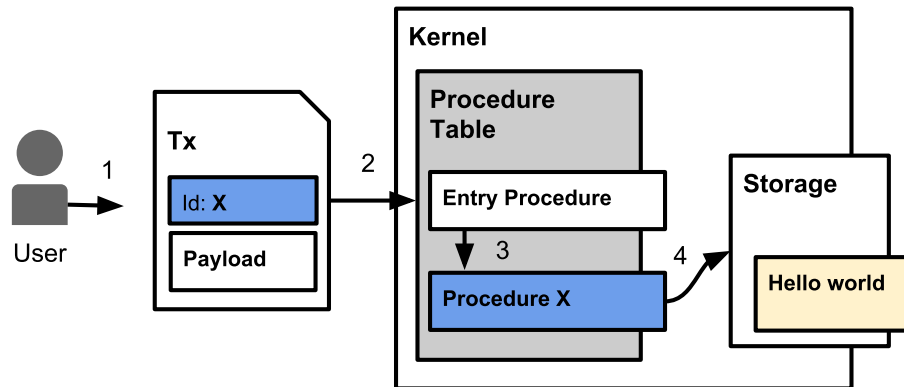 Kernel
Procedure
Table
Tx
1
2
Id: X
Entry Procedure
Storage
User
Payload
3
4
Procedure X
Hello world